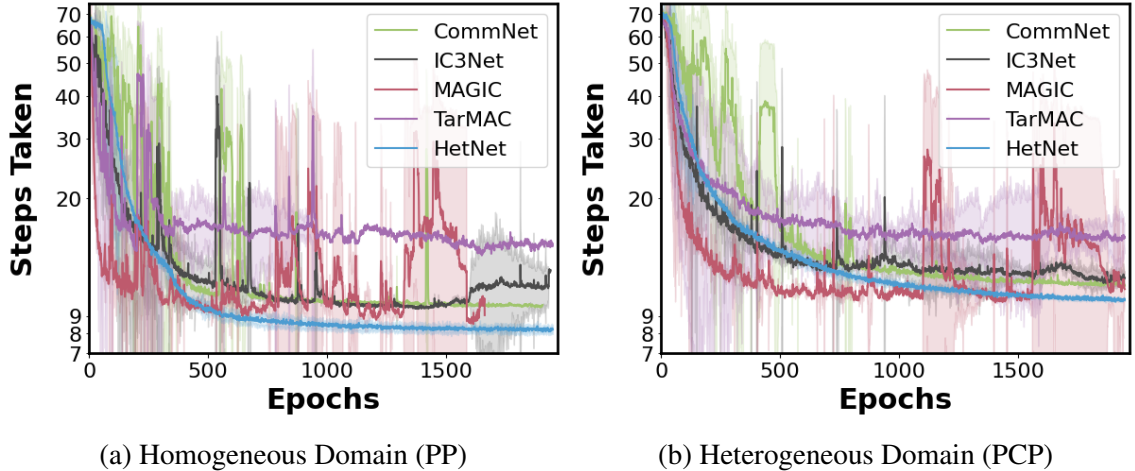 70
60
50
40
30
20
9
8
7
Steps Taken
CommNet
IC3Net
MAGIC
TarMAC
HetNet
0 500 1000 1500
Epochs
(a) Homogeneous Domain (PP)
70
60
50
40
30
20
9
8
7
Steps Taken
CommNet
IC3Net
MAGIC
TarMAC
HetNet
0 500 1000 1500
Epochs
(b) Heterogeneous Domain (PCP)